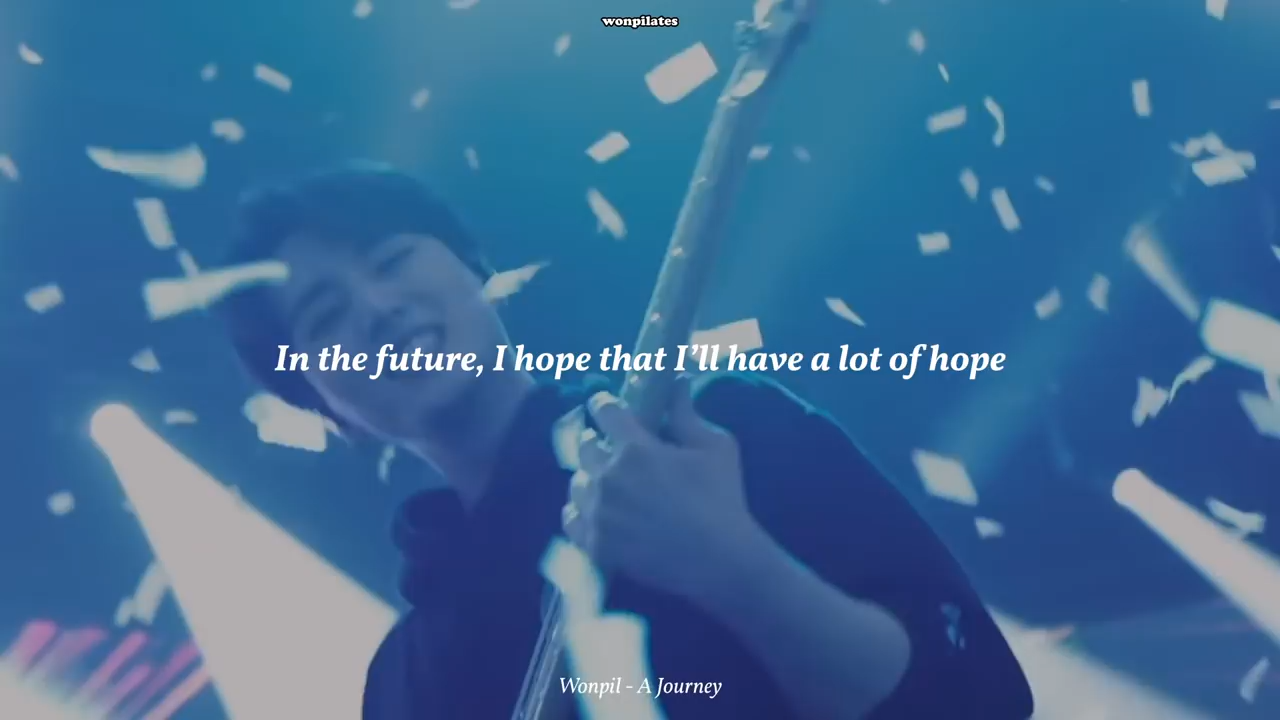 wonpilates
In the future, I hope that I’ll have a lot of hope
Wonpil - A Journey